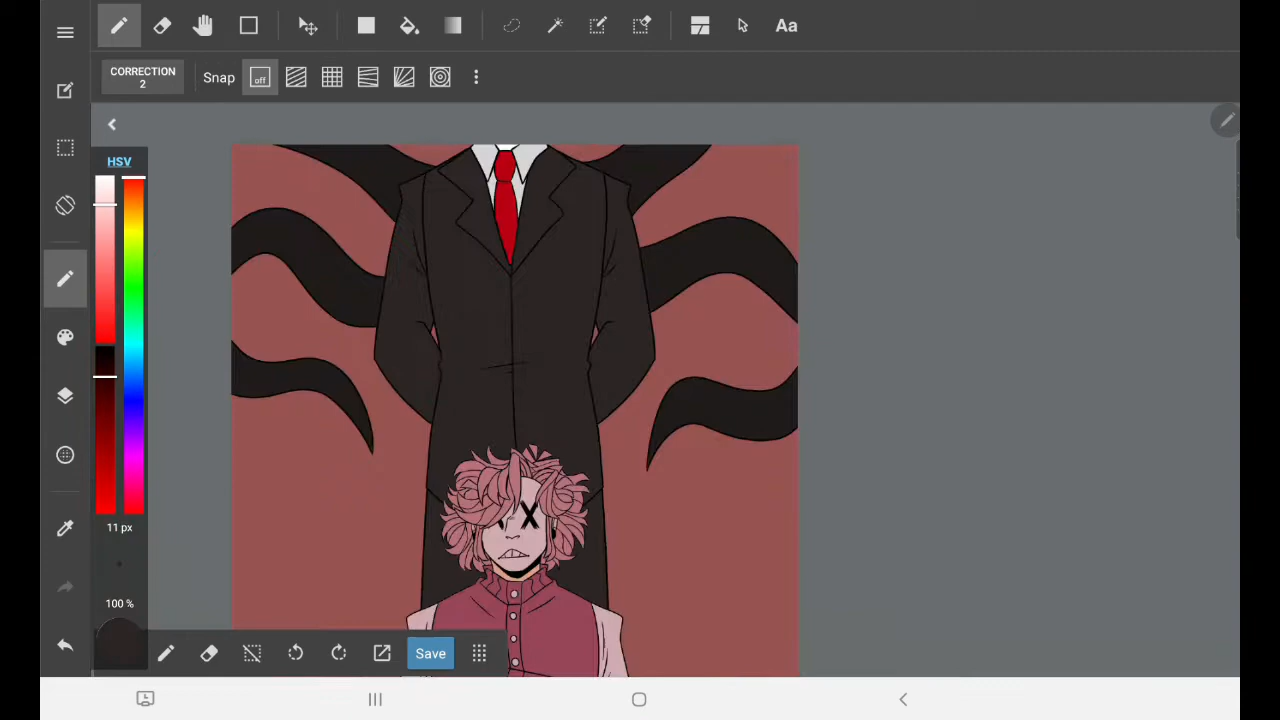 Aa
CORRECTION
2
Snap
off
HSV
11 px
100 %
Save